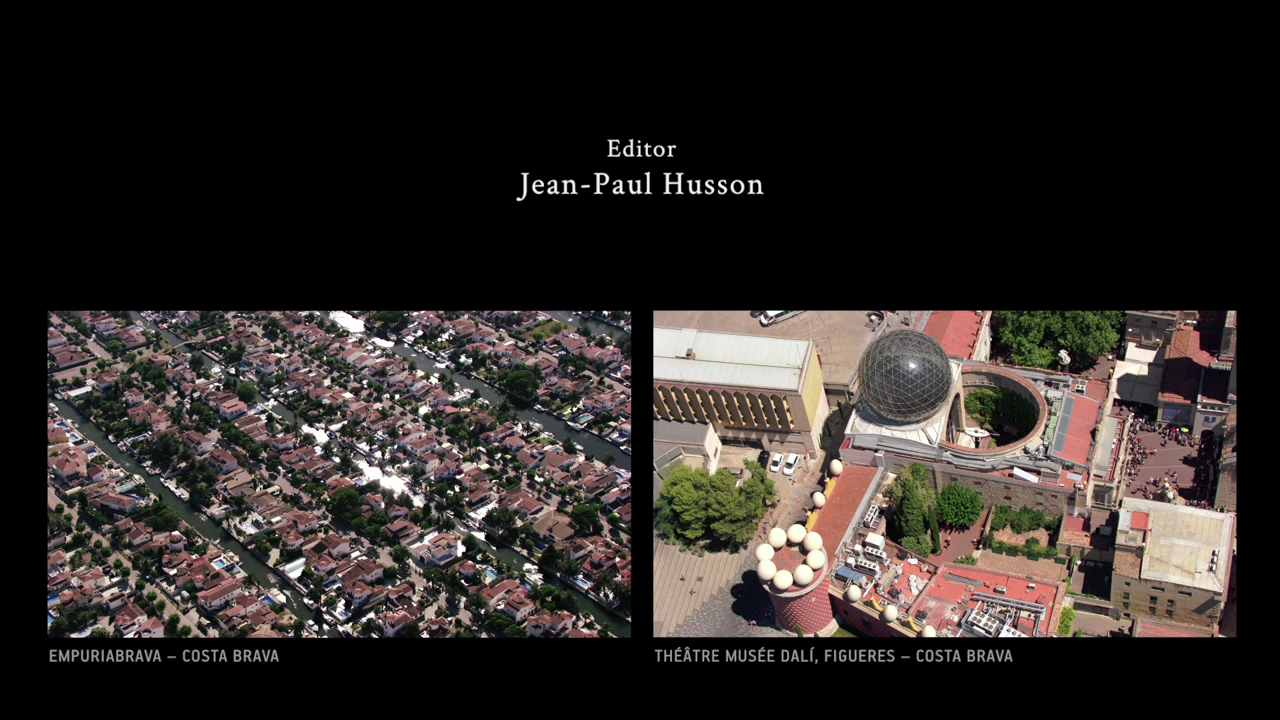 Editor
Jean-Paul Husson
EMPURIABRAVA – COSTA BRAVA
THÉÂTRE MUSÉE DALÍ, FIGUERES – COSTA BRAVA